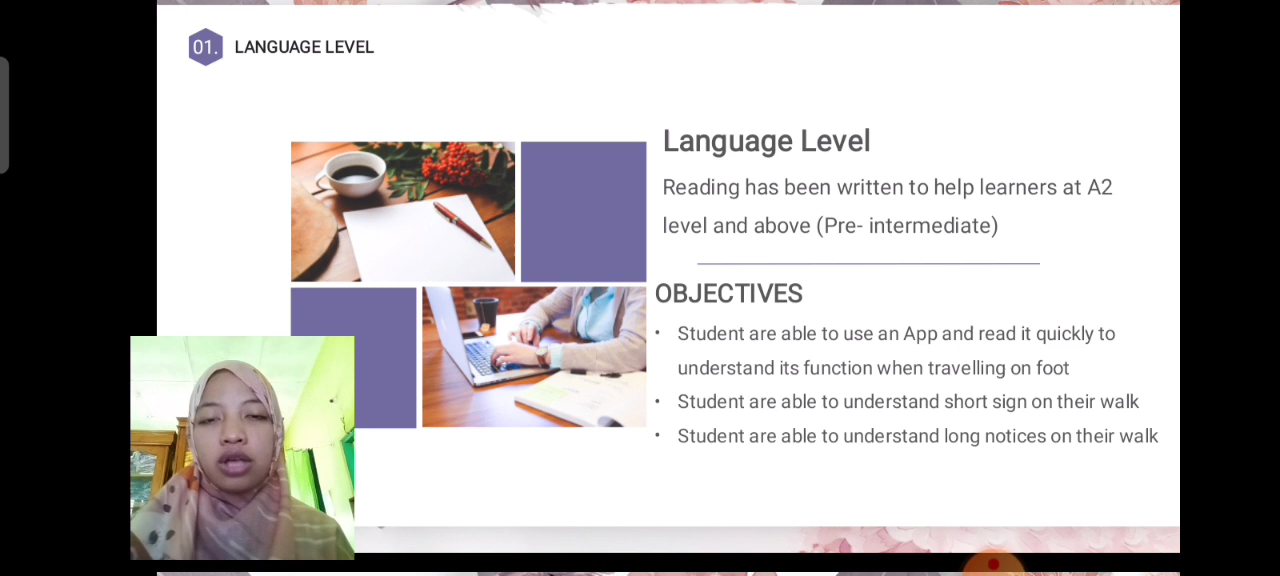 01.
LANGUAGE LEVEL
Language Level
Reading has been written to help learners at A2
level and above (Pre- intermediate)
OBJECTIVES
• Student are able to use an App and read it quickly to
understand its function when travelling on foot
• Student are able to understand short sign on their walk
• Student are able to understand long notices on their walk